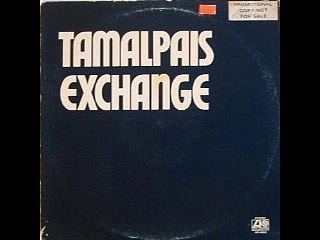 TAMALPAIS
EXCHANGE
PROMOTIONAL
COPY NOT
FOR SALE